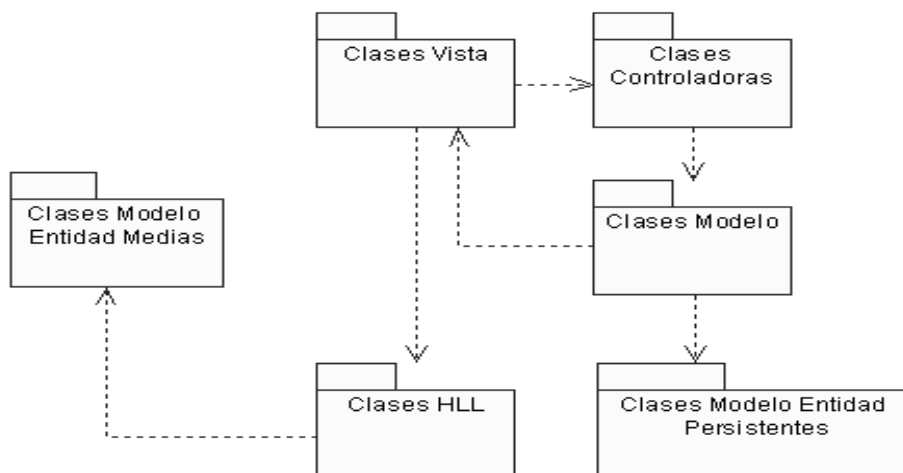 Clases Vista
Clases
Controladoras
Clases Modelo
Entidad Medias
Clases Modelo
Clases HLL
Clases Modelo Entidad
Persistentes